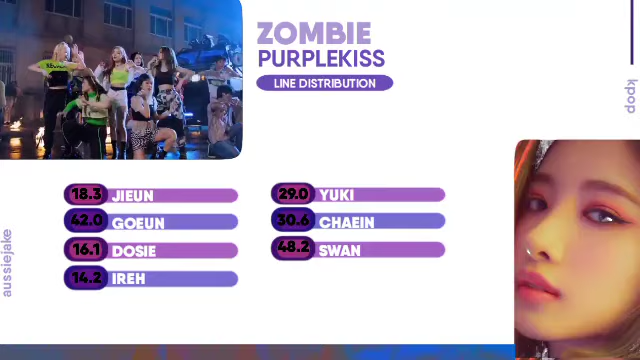 ZOMBIE
PURPLEKISS
LINE DISTRIBUTION
kpop
18.3 JIEUN
42.0 GOEUN
16.1 DOSIE
14.2 IREH
29.0 YUKI
30.6 CHAEIN
48.2 SWAN
aussiejake